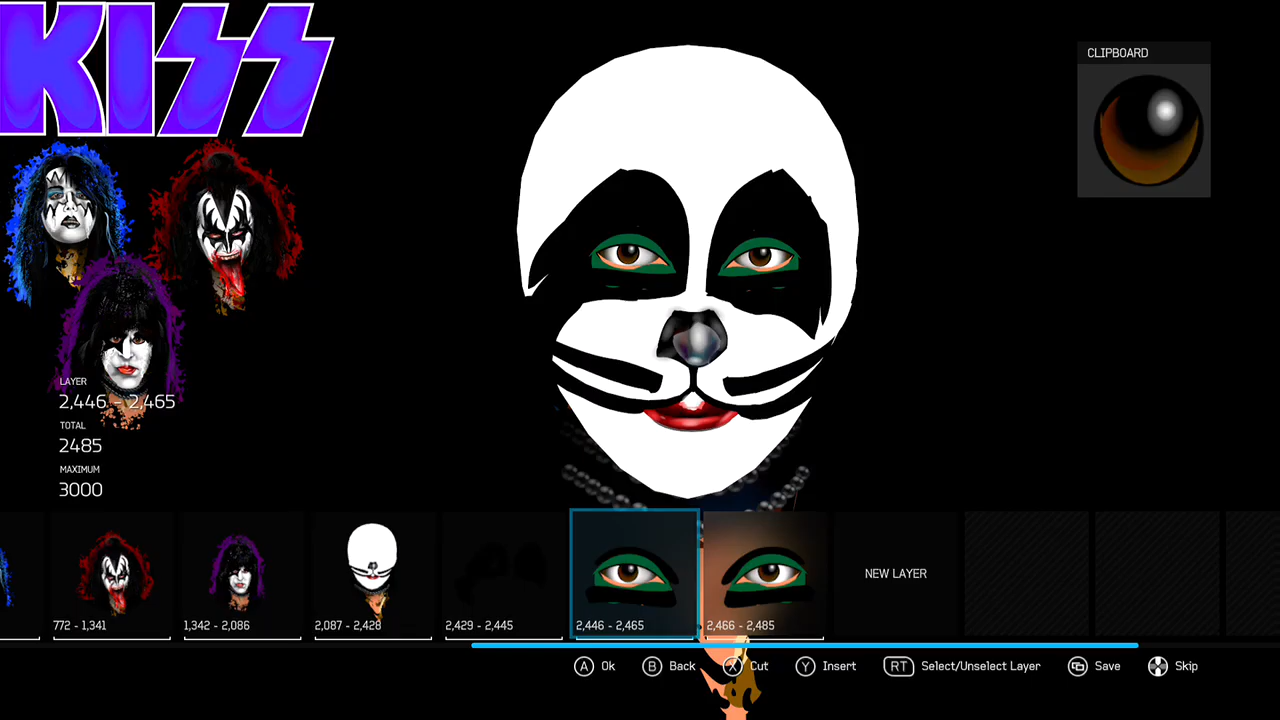 KISS
CLIPBOARD
LAYER
2,446 - 2,465
TOTAL
2485
MAXIMUM
3000
772 - 1,341
1,342 - 2,086
2,087 - 2,428
2,429 - 2,445
2,446 - 2,465
2,466 - 2,485
NEW LAYER
A Ok B Back X Cut Y Insert RT Select/Unselect Layer Save Skip